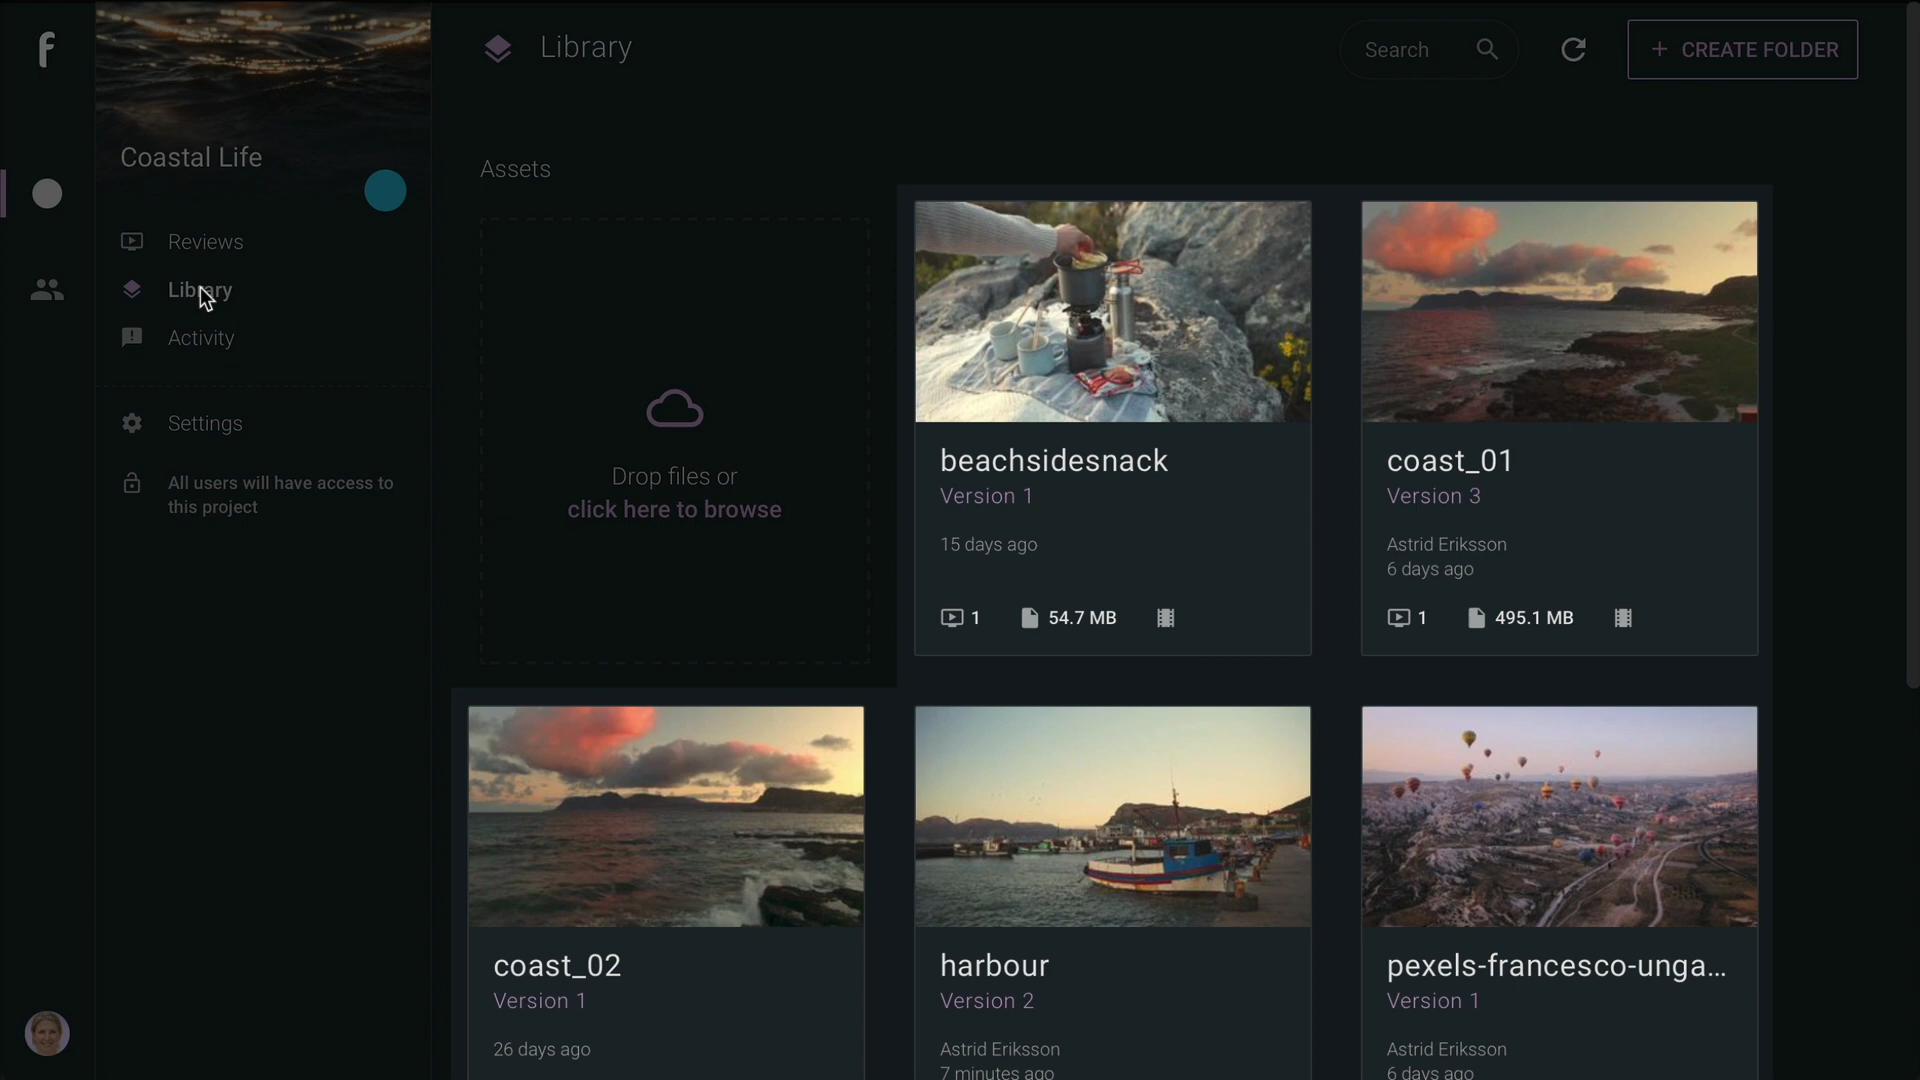 f
Library
Search
+ CREATE FOLDER
Coastal Life
Reviews
Library
Activity
Settings
All users will have access to
this project
Assets
Drop files or
click here to browse
beachsidesnack
Version 1
15 days ago
1 54.7 MB
coast_01
Version 3
Astrid Eriksson
6 days ago
1 495.1 MB
coast_02
Version 1
26 days ago
harbour
Version 2
Astrid Eriksson
7 minutes ago
pexels-francesco-unga...
Version 1
Astrid Eriksson
6 days ago